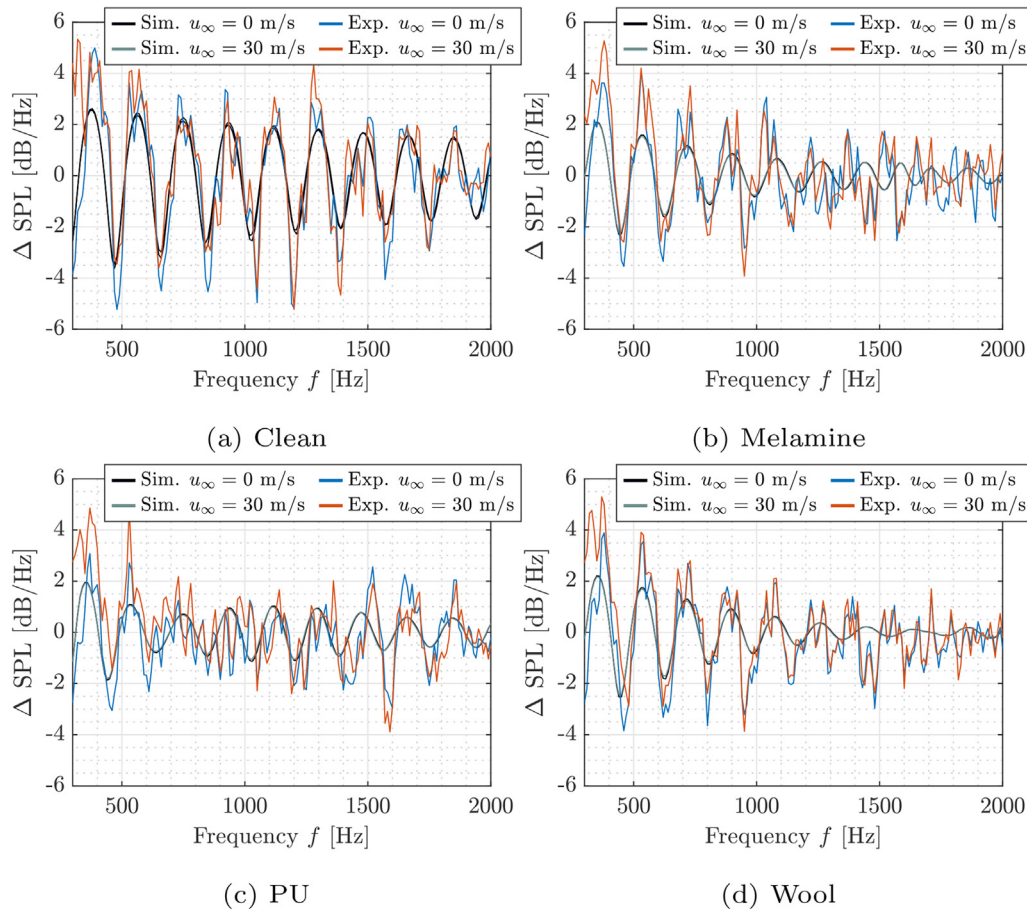 Sim. u∞ = 0 m/s Exp. u∞ = 0 m/s
Sim. u∞ = 30 m/s Exp. u∞ = 30 m/s
6
4
2
0
-2
-4
-6
Δ SPL [dB/Hz]
500 1000 1500 2000
Frequency f [Hz]
(a) Clean
Sim. u∞ = 0 m/s Exp. u∞ = 0 m/s
Sim. u∞ = 30 m/s Exp. u∞ = 30 m/s
6
4
2
0
-2
-4
-6
Δ SPL [dB/Hz]
500 1000 1500 2000
Frequency f [Hz]
(b) Melamine
Sim. u∞ = 0 m/s Exp. u∞ = 0 m/s
Sim. u∞ = 30 m/s Exp. u∞ = 30 m/s
6
4
2
0
-2
-4
-6
Δ SPL [dB/Hz]
500 1000 1500 2000
Frequency f [Hz]
(c) PU
Sim. u∞ = 0 m/s Exp. u∞ = 0 m/s
Sim. u∞ = 30 m/s Exp. u∞ = 30 m/s
6
4
2
0
-2
-4
-6
Δ SPL [dB/Hz]
500 1000 1500 2000
Frequency f [Hz]
(d) Wool